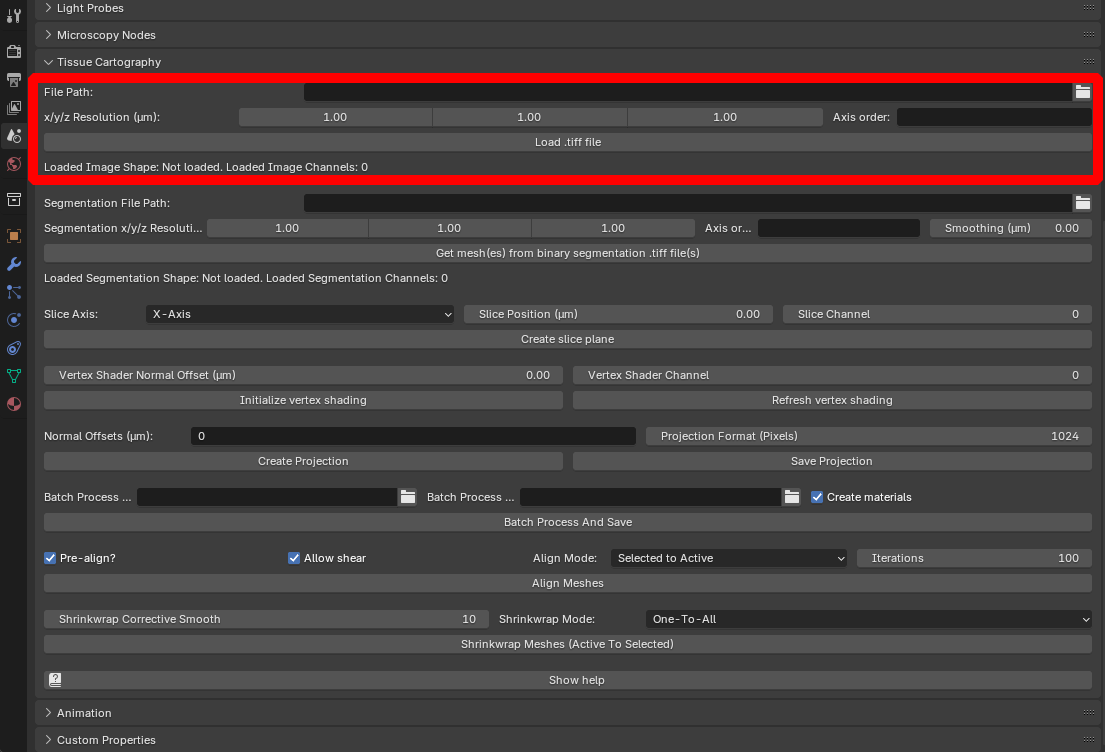 Light Probes
Microscopy Nodes
Tissue Cartography
File Path:
x/y/z Resolution (µm): 1.00 1.00 1.00 Axis order:
Load .tiff file
Loaded Image Shape: Not loaded. Loaded Image Channels: 0
Segmentation File Path:
Segmentation x/y/z Resoluti... 1.00 1.00 1.00 Axis or... Smoothing (µm) 0.00
Get mesh(es) from binary segmentation .tiff file(s)
Loaded Segmentation Shape: Not loaded. Loaded Segmentation Channels: 0
Slice Axis: X-Axis Slice Position (µm) 0.00 Slice Channel 0
Create slice plane
Vertex Shader Normal Offset (µm) 0.00 Vertex Shader Channel 0
Initialize vertex shading Refresh vertex shading
Normal Offsets (µm): 0 Projection Format (Pixels) 1024
Create Projection Save Projection
Batch Process ... Batch Process ... Create materials
Batch Process And Save
Pre-align? Allow shear Align Mode: Selected to Active Iterations 100
Align Meshes
Shrinkwrap Corrective Smooth 10 Shrinkwrap Mode: One-To-All
Shrinkwrap Meshes (Active To Selected)
? Show help
Animation
Custom Properties